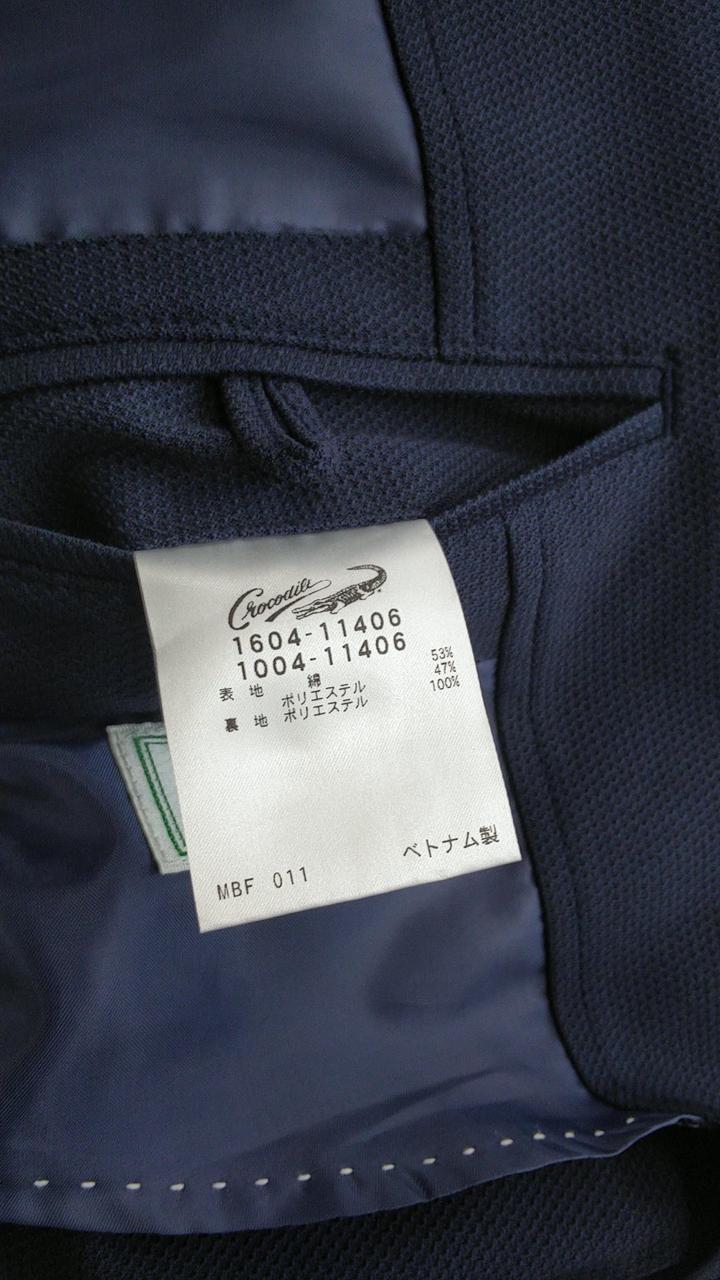 Crocodile
1604-11406
1004-11406
表 地 綿 53%
ポリエステル 47%
裏 地 ポリエステル 100%
ベトナム製
MBF 011